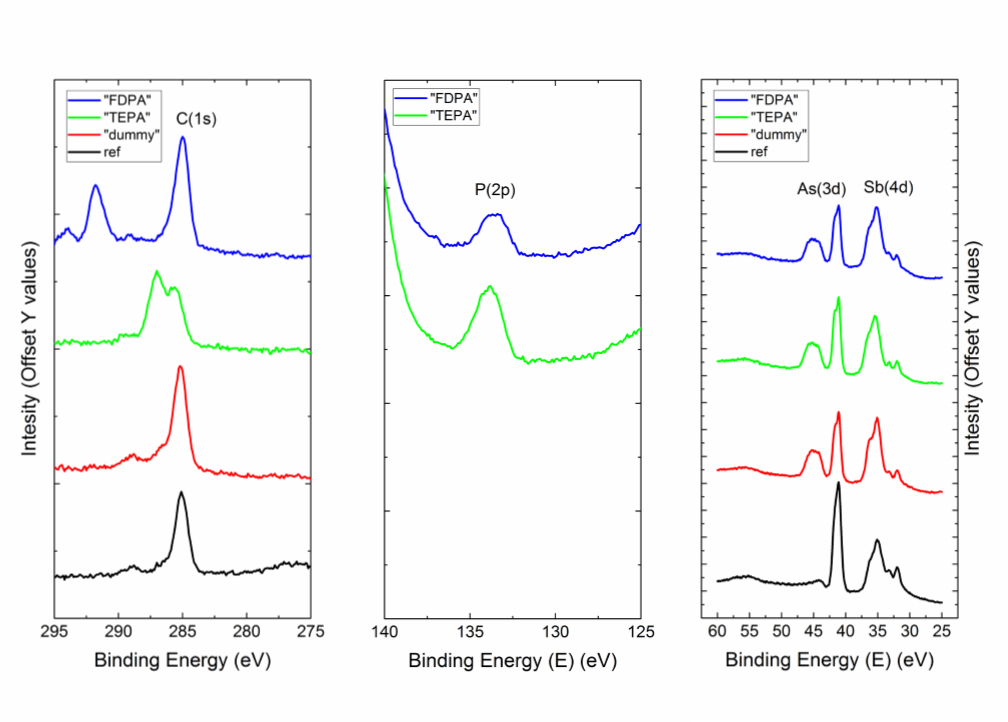 "FDPA"
"TEPA"
"dummy"
ref
C(1s)
Intesity (Offset Y values)
295 290 285 280 275
Binding Energy (eV)
"FDPA"
"TEPA"
P(2p)
140 135 130 125
Binding Energy (E) (eV)
"FDPA"
"TEPA"
"dummy"
ref
As(3d) Sb(4d)
Intesity (Offset Y values)
60 55 50 45 40 35 30 25
Binding Energy (E) (eV)